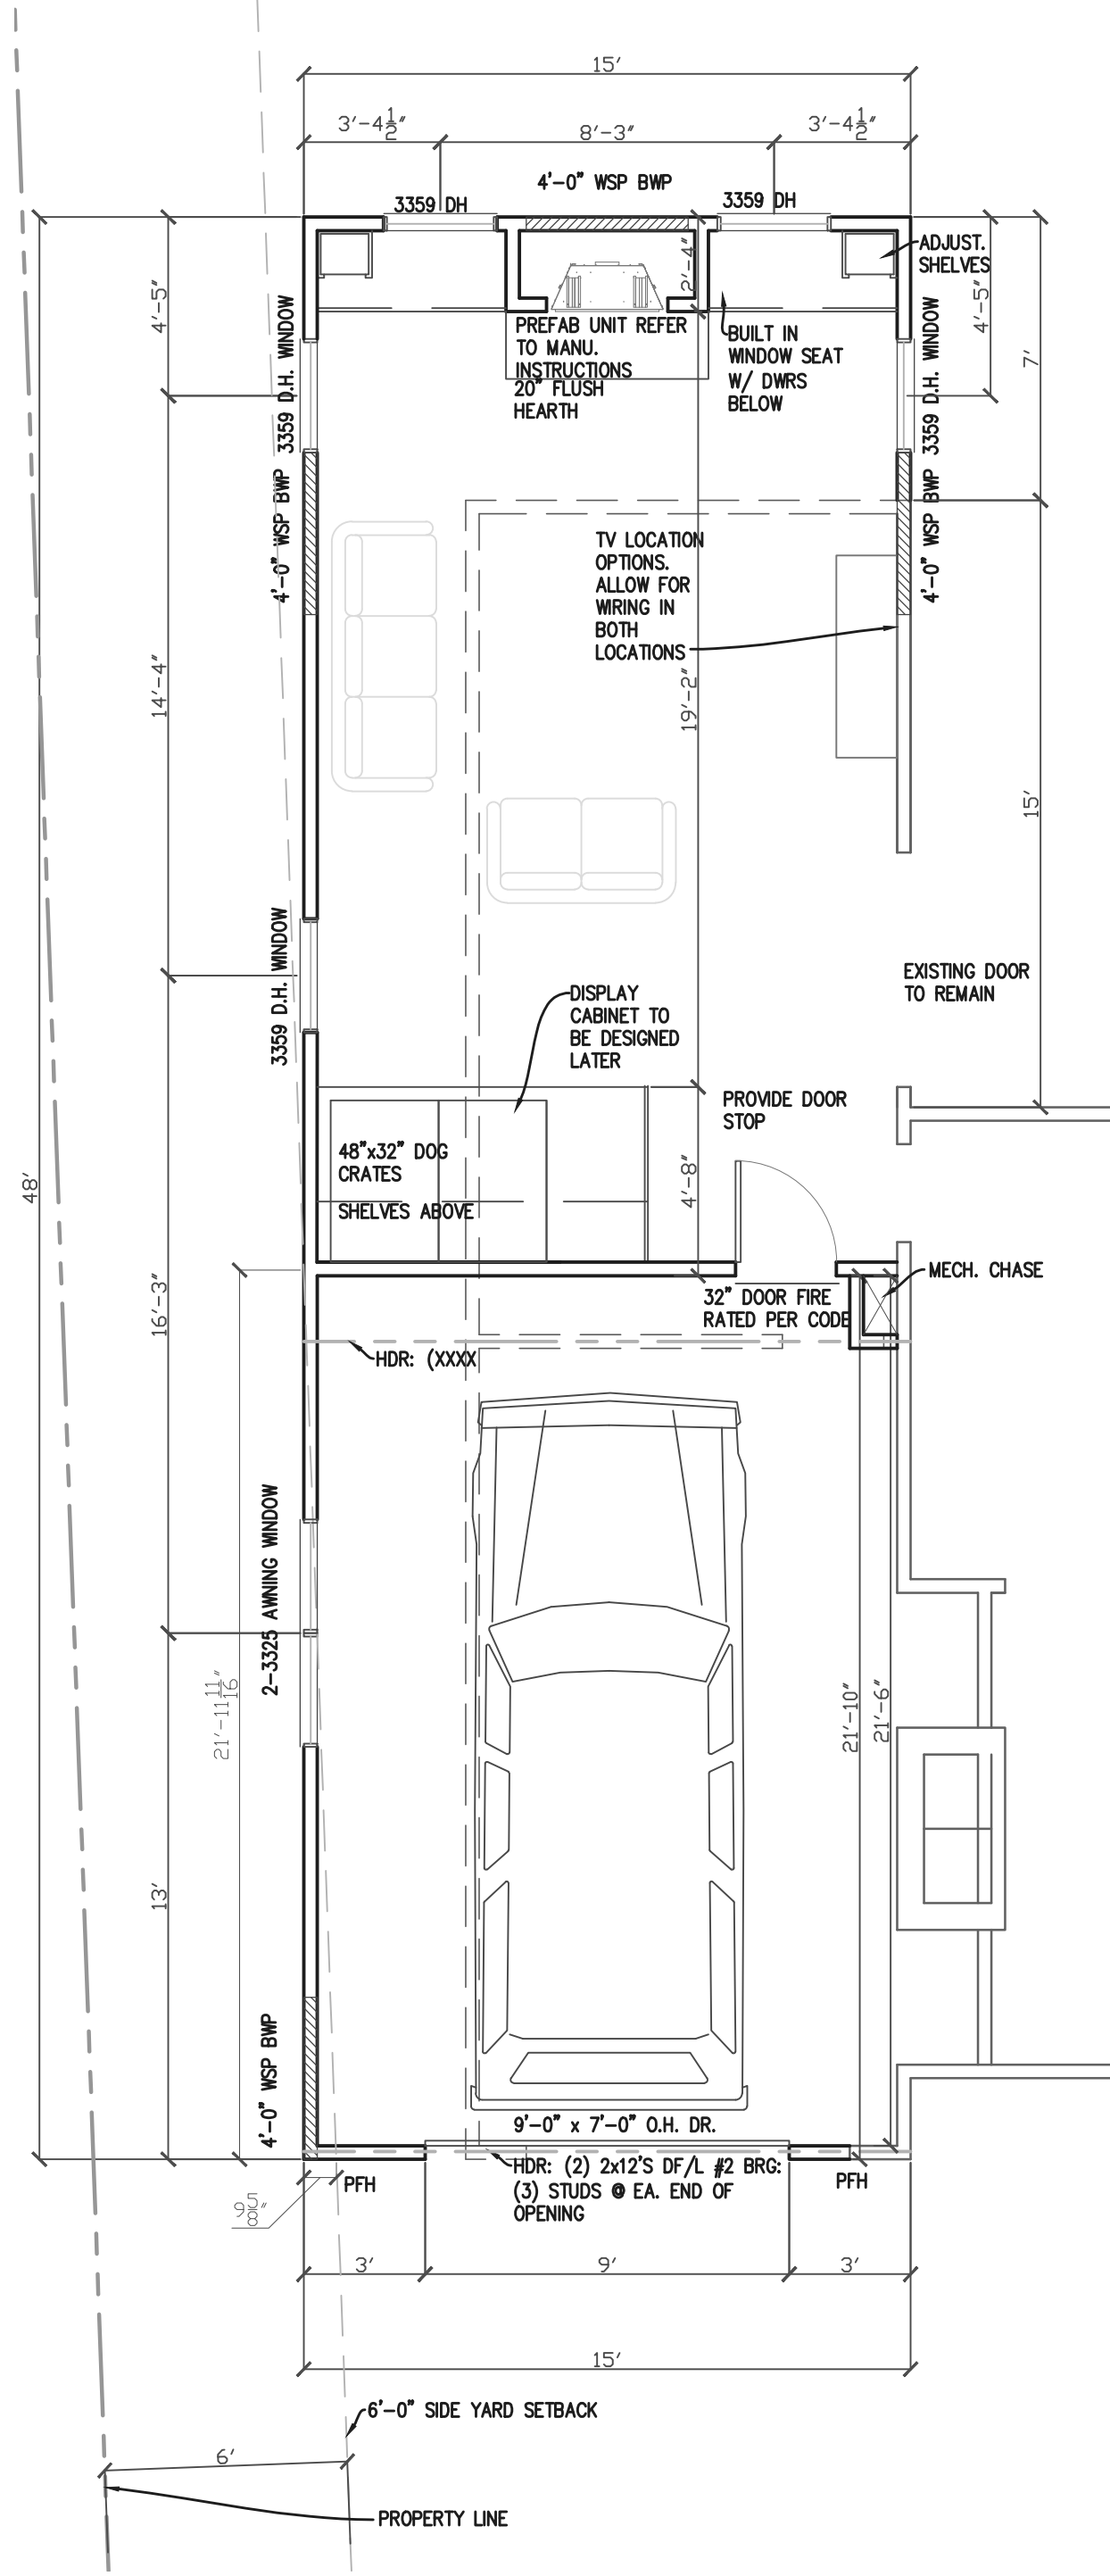 15'
3'-4 1/2"
8'-3"
3'-4 1/2"
4'-0" WSP BWP
3359 DH
3359 DH
ADJUST.
SHELVES
2'-4"
4'-5"
4'-5"
7'
3359 D.H. WINDOW
3359 D.H. WINDOW
PREFAB UNIT REFER
TO MANU.
INSTRUCTIONS
20" FLUSH
HEARTH
BUILT IN
WINDOW SEAT
W/ DWRS
BELOW
4'-0" WSP BWP
4'-0" WSP BWP
TV LOCATION
OPTIONS.
ALLOW FOR
WIRING IN
BOTH
LOCATIONS
14'-4"
19'-2"
15'
3359 D.H. WINDOW
EXISTING DOOR
TO REMAIN
DISPLAY
CABINET TO
BE DESIGNED
LATER
PROVIDE DOOR
STOP
48"x32" DOG
CRATES
SHELVES ABOVE
4'-8"
48'
16'-3"
MECH. CHASE
32" DOOR FIRE
RATED PER CODE
HDR: (XXXX
2-3325 AWNING WINDOW
21'-11 11/16"
21'-10"
21'-6"
13'
4'-0" WSP BWP
9'-0" x 7'-0" O.H. DR.
HDR: (2) 2x12'S DF/L #2 BRG:
(3) STUDS @ EA. END OF
OPENING
PFH
PFH
9 5/8"
3'
9'
3'
15'
6'-0" SIDE YARD SETBACK
6'
PROPERTY LINE